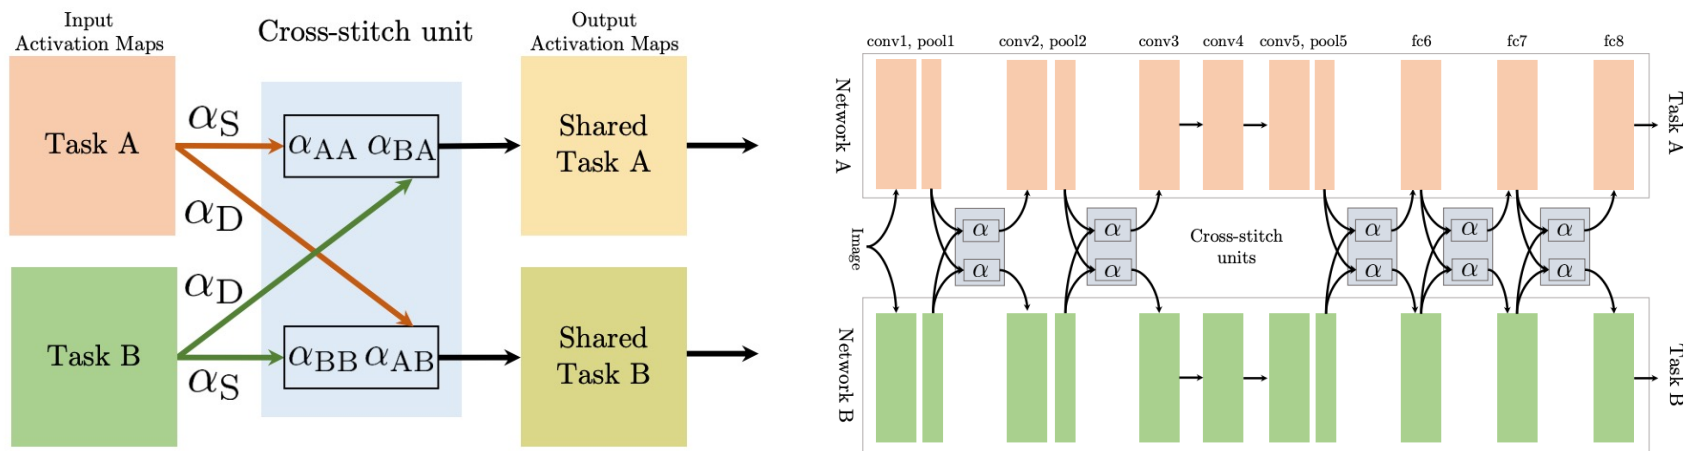 Input
Activation Maps
Cross-stitch unit
Output
Activation Maps
Task A
αS
αD
αAA αBA
Shared
Task A
Task B
αD
αS
αBB αAB
Shared
Task B
conv1, pool1 conv2, pool2 conv3 conv4 conv5, pool5 fc6 fc7 fc8
Network A
Task A
Image
α α α α α
Cross-stitch
units
α α α α α
Network B
Task B